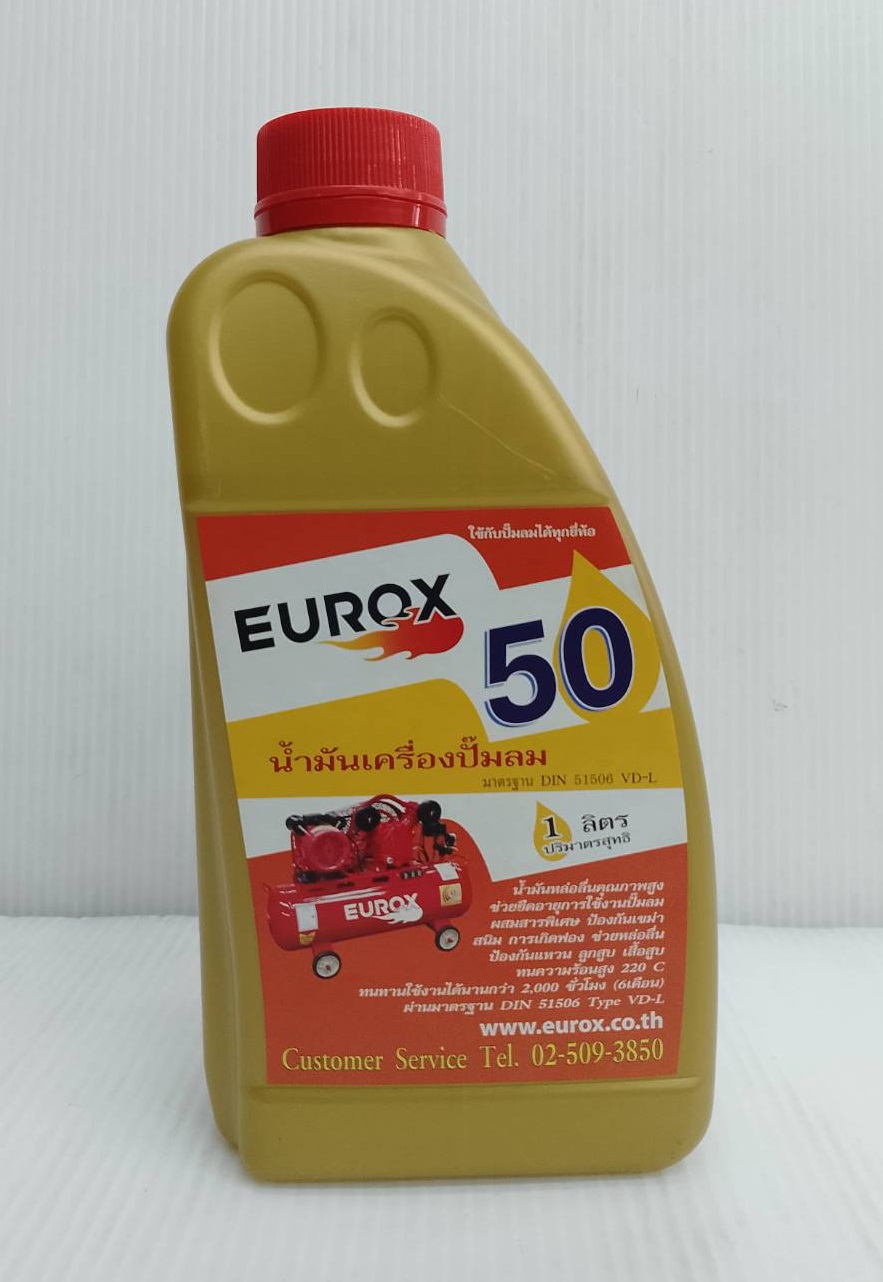 ใช้กับปั๊มลมได้ทุกยี่ห้อ
EUROX
50
น้ำมันเครื่องปั๊มลม
มาตรฐาน DIN 51506 VD-L
1 ลิตร
ปริมาตรสุทธิ
EUROX
น้ำมันหล่อลื่นคุณภาพสูง
ช่วยยืดอายุการใช้งานปั๊มลม
ผสมสารพิเศษ ป้องกันเขม่า
สนิม การเกิดฟอง ช่วยหล่อลื่น
ป้องกันแหวน ลูกสูบ เสื้อสูบ
ทนความร้อนสูง 220 C
ทนทานใช้งานได้นานกว่า 2,000 ชั่วโมง (6เดือน)
ผ่านมาตรฐาน DIN 51506 Type VD-L
www.eurox.co.th
Customer Service Tel. 02-509-3850